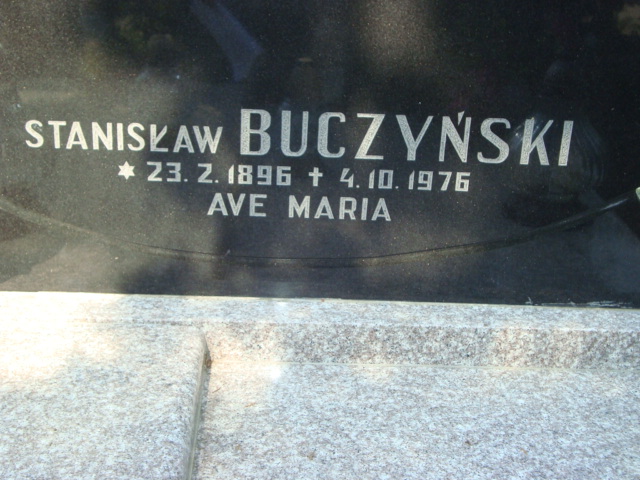 STANISŁAW BUCZYŃSKI
✶ 23. 2. 1896 ✝ 4. 10. 1976
AVE MARIA